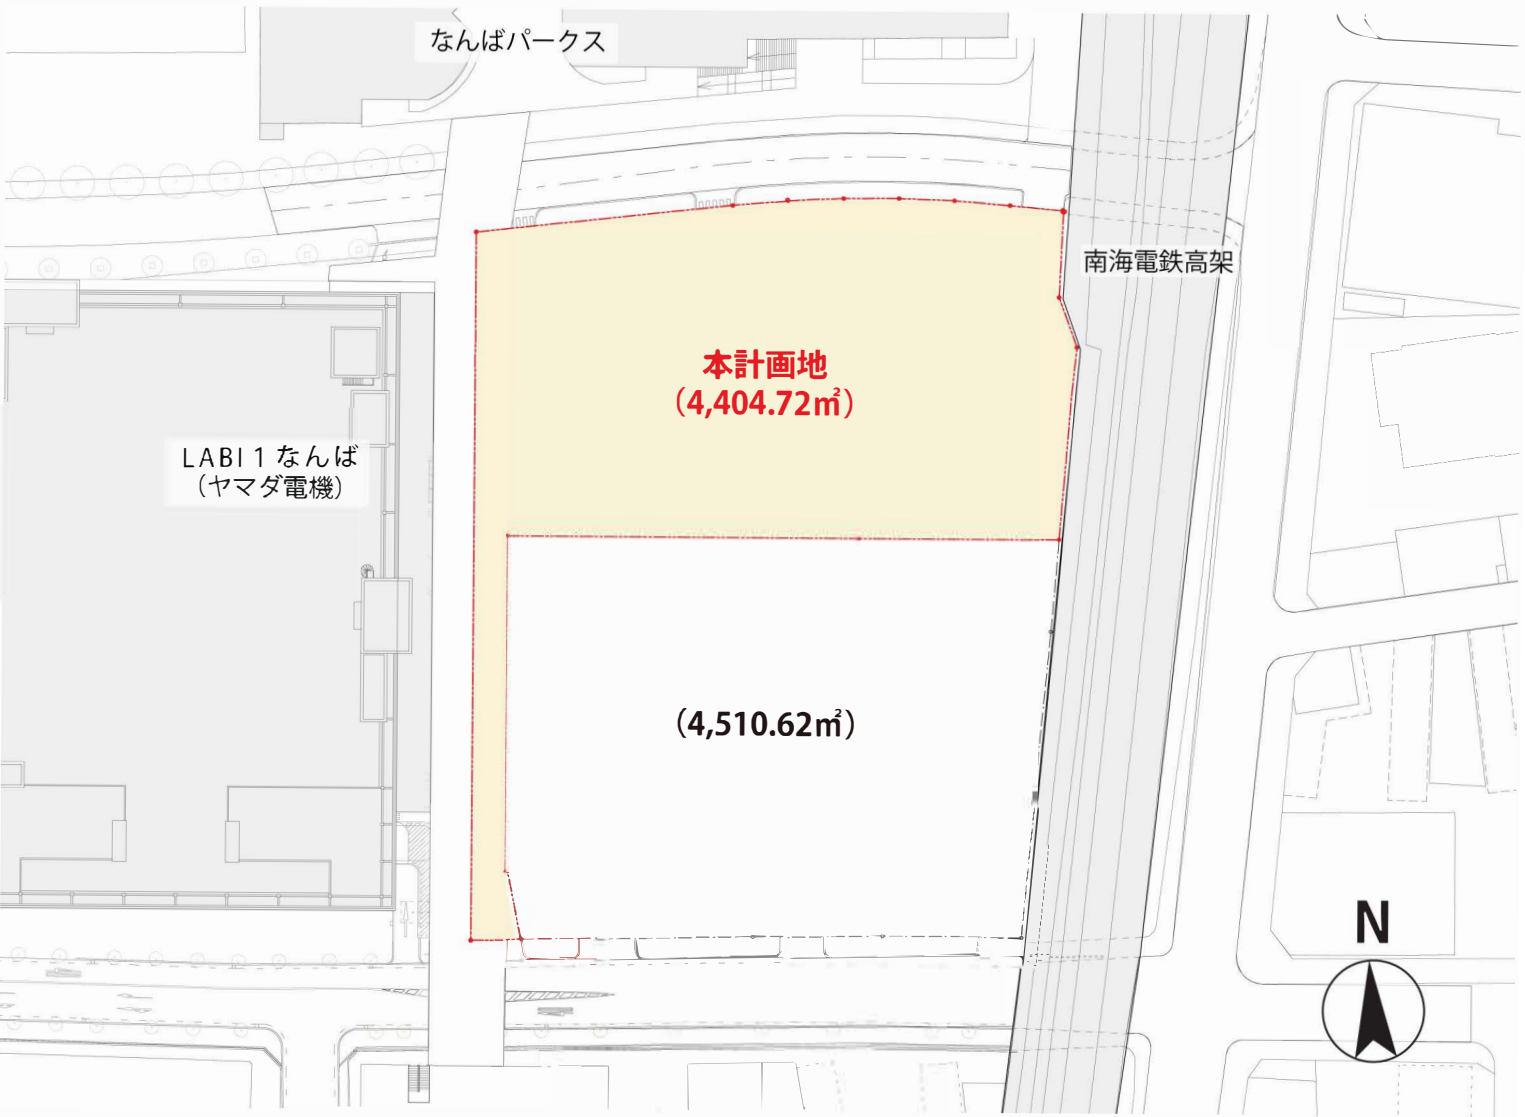 なんばパークス
南海電鉄高架
本計画地
(4,404.72㎡)
LABI1なんば
(ヤマダ電機)
(4,510.62㎡)
N